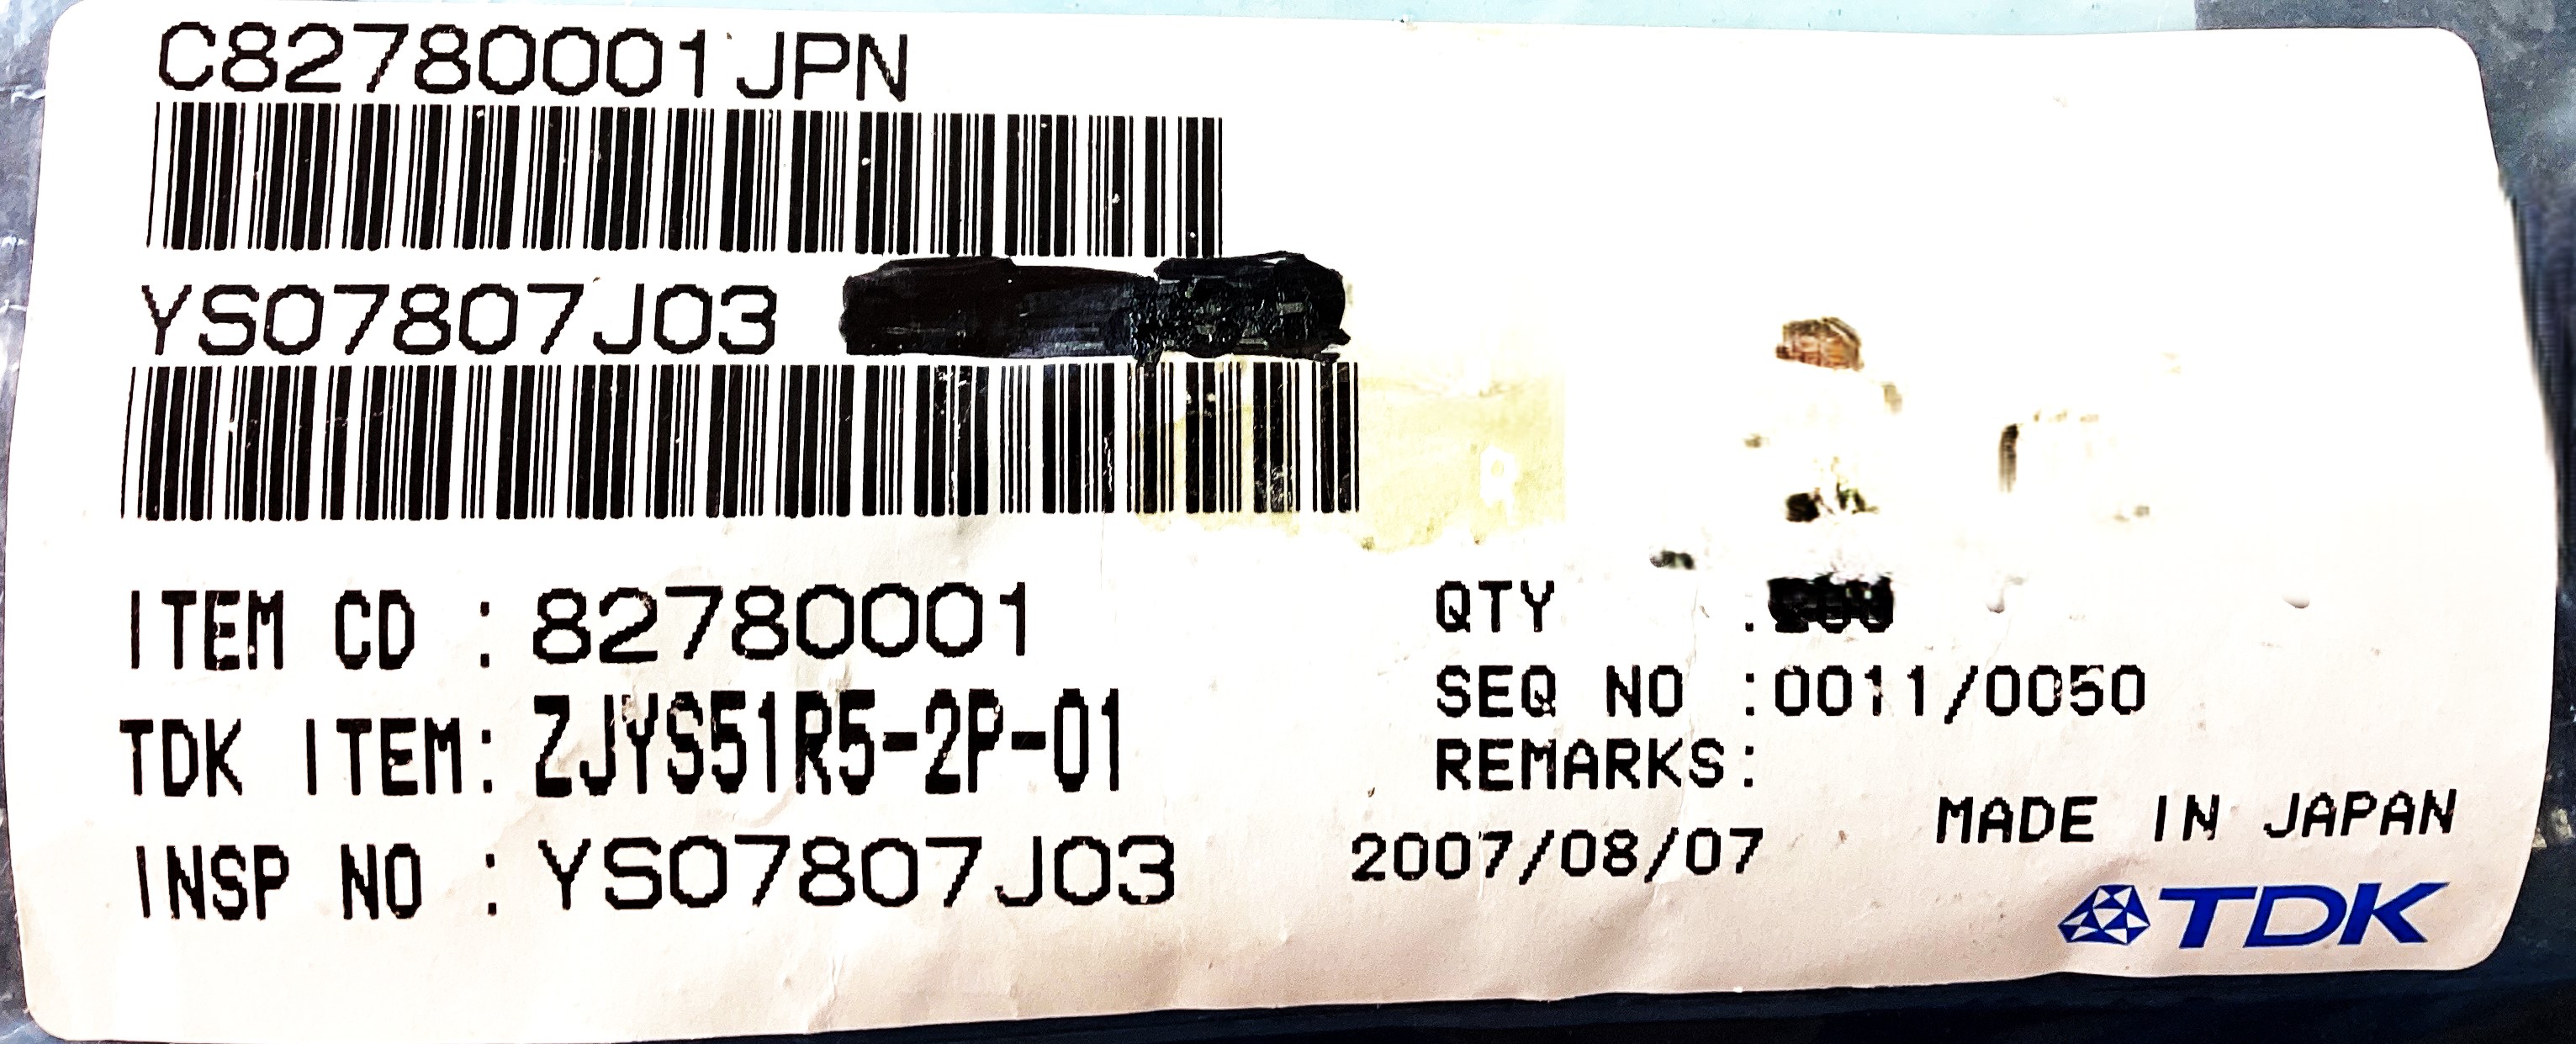 C82780001JPN
YS07807J03
ITEM CD : 82780001
TDK ITEM: ZJYS51R5-2P-01
INSP NO : YS07807J03
QTY :
SEQ NO :0011/0050
REMARKS:
2007/08/07
MADE IN JAPAN
TDK